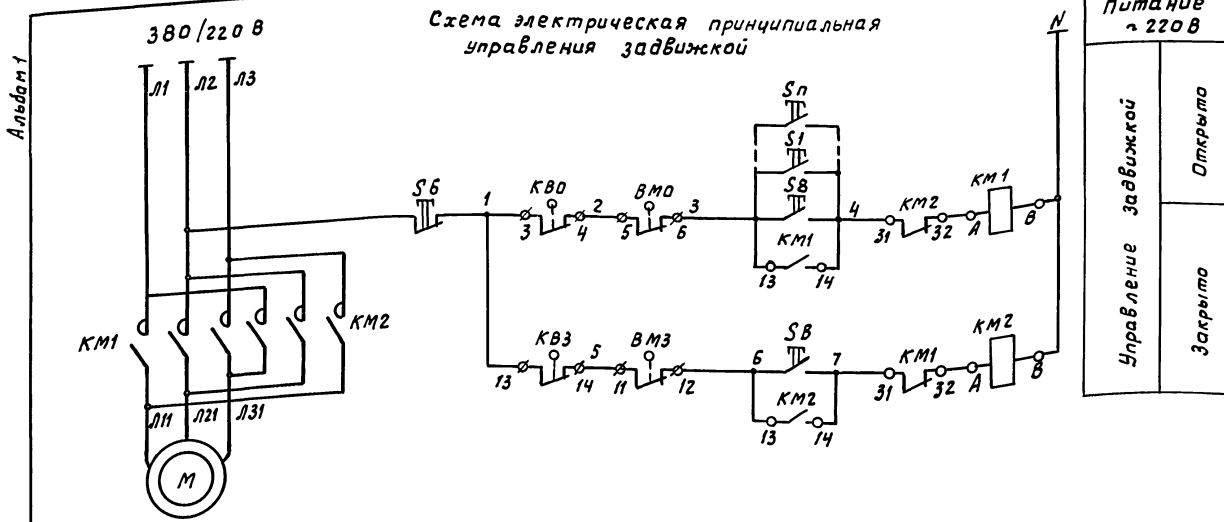 Альбом 1
380/220 В
Схема электрическая принципиальная
управления задвижкой
N
Питание
~ 220 В
Л1
Л2
Л3
Управление задвижкой
Открыто
Закрыто
Sп
S1
S8
S6
1
КВО
2
ВМО
3
3
4
5
6
4
КМ2
31
32
А
КМ1
В
КМ1
13
14
КМ1
КМ2
КВЗ
5
ВМЗ
13
14
11
12
6
SВ
7
КМ1
31
32
А
КМ2
В
КМ2
13
14
Л11
Л21
Л31
М